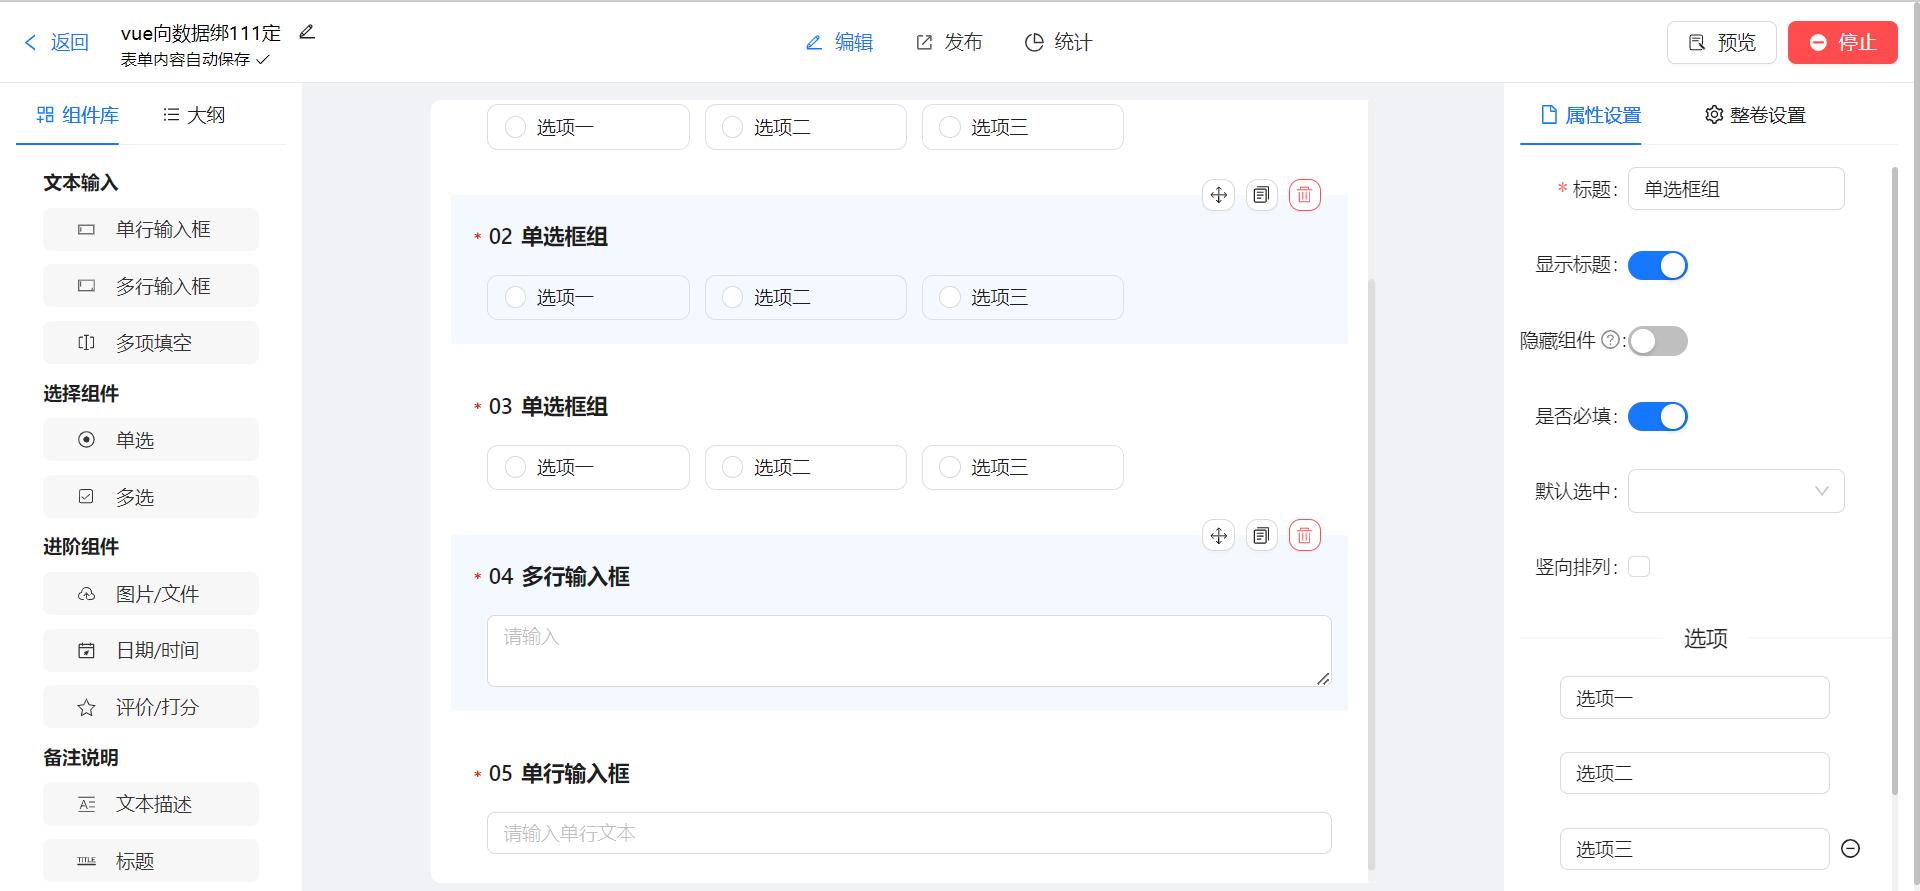 返回
vue向数据绑111定
表单内容自动保存
编辑
发布
统计
预览
停止
组件库
大纲
文本输入
单行输入框
多行输入框
多项填空
选择组件
单选
多选
进阶组件
图片/文件
日期/时间
评价/打分
备注说明
文本描述
标题
选项一
选项二
选项三
* 02 单选框组
选项一
选项二
选项三
* 03 单选框组
选项一
选项二
选项三
* 04 多行输入框
请输入
* 05 单行输入框
请输入单行文本
属性设置
整卷设置
* 标题: 单选框组
显示标题:
隐藏组件 ? :
是否必填:
默认选中:
竖向排列:
选项
选项一
选项二
选项三